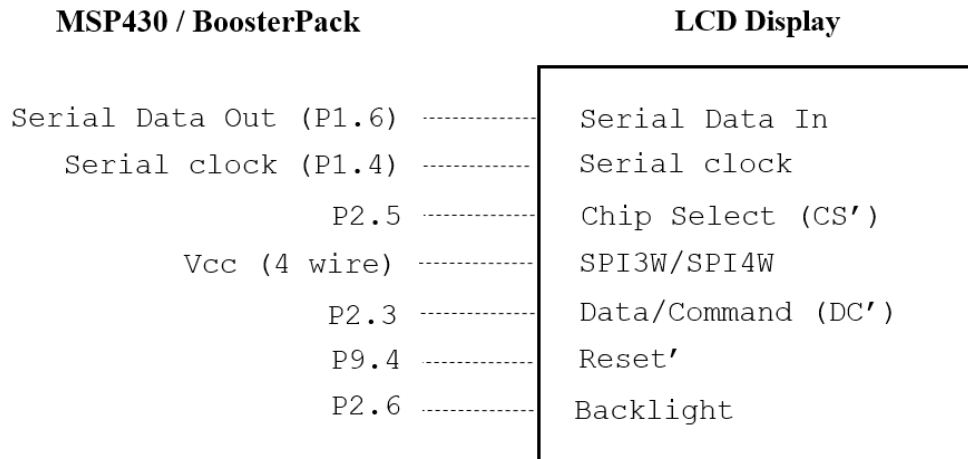 MSP430 / BoosterPack LCD Display
Serial Data Out (P1.6) Serial Data In
Serial clock (P1.4) Serial clock
P2.5 Chip Select (CS′)
Vcc (4 wire) SPI3W/SPI4W
P2.3 Data/Command (DC′)
P9.4 Reset′
P2.6 Backlight